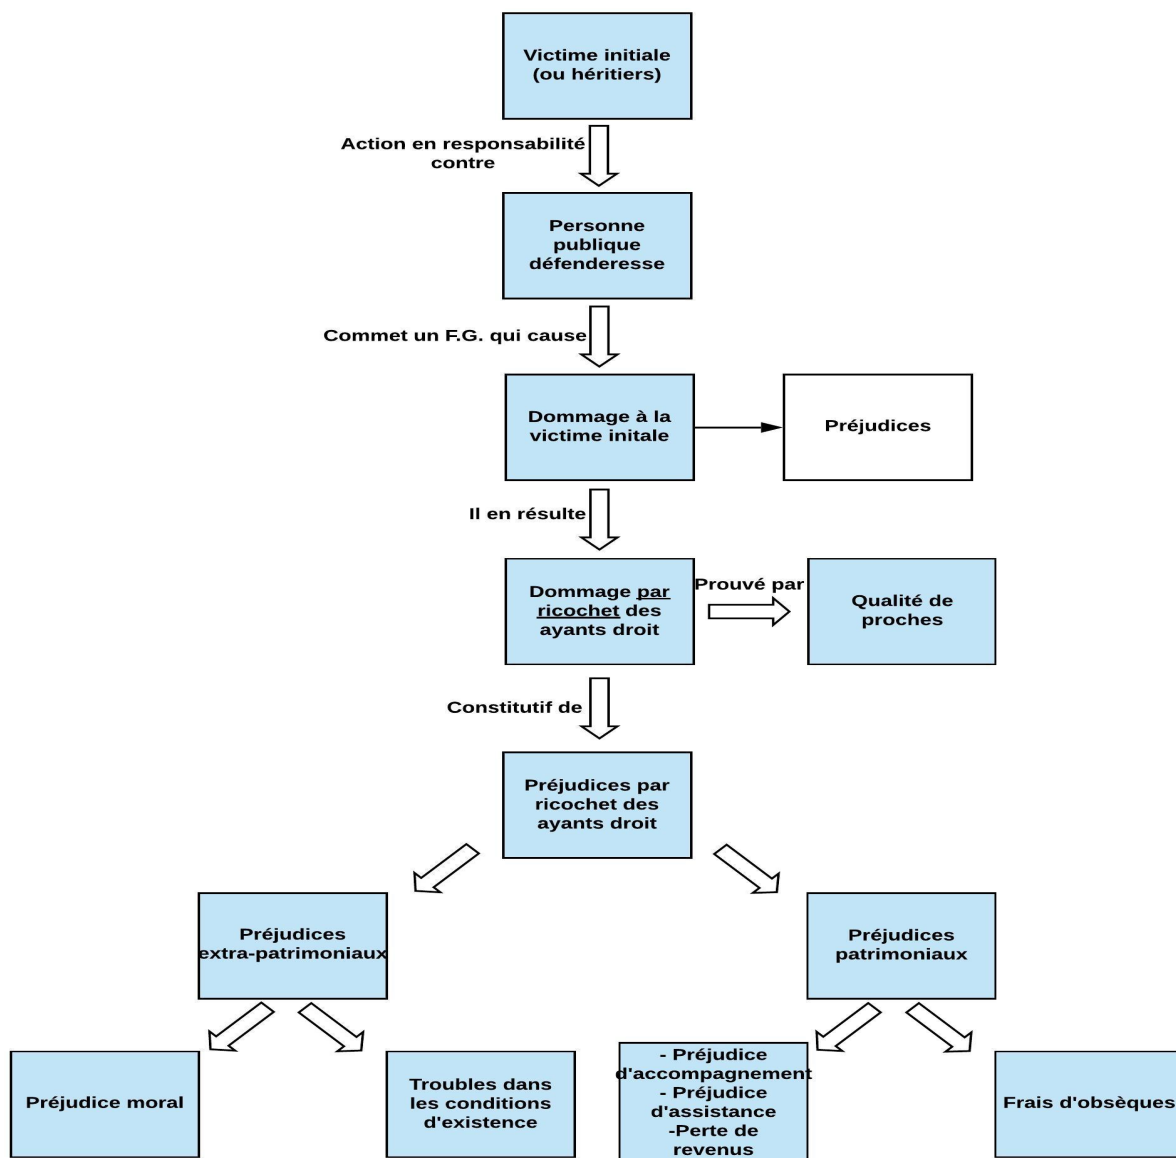 Victime initiale
(ou héritiers)
Action en responsabilité
contre
Personne
publique
défenderesse
Commet un F.G. qui cause
Dommage à la
victime initale
Préjudices
Il en résulte
Dommage par
ricochet des
ayants droit
Prouvé par
Qualité de
proches
Constitutif de
Préjudices par
ricochet des
ayants droit
Préjudices
extra-patrimoniaux
Préjudices
patrimoniaux
Préjudice moral
Troubles dans
les conditions
d'existence
- Préjudice
d'accompagnement
- Préjudice
d'assistance
-Perte de
revenus
Frais d'obsèques